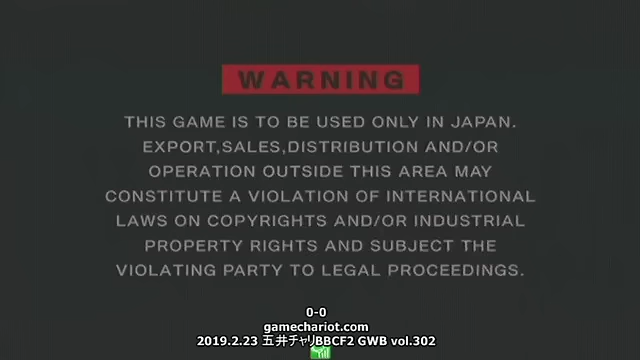 WARNING
THIS GAME IS TO BE USED ONLY IN JAPAN.
EXPORT,SALES,DISTRIBUTION AND/OR
OPERATION OUTSIDE THIS AREA MAY
CONSTITUTE A VIOLATION OF INTERNATIONAL
LAWS ON COPYRIGHTS AND/OR INDUSTRIAL
PROPERTY RIGHTS AND SUBJECT THE
VIOLATING PARTY TO LEGAL PROCEEDINGS.
0-0
gamechariot.com
2019.2.23 五井チャリBBCF2 GWB vol.302